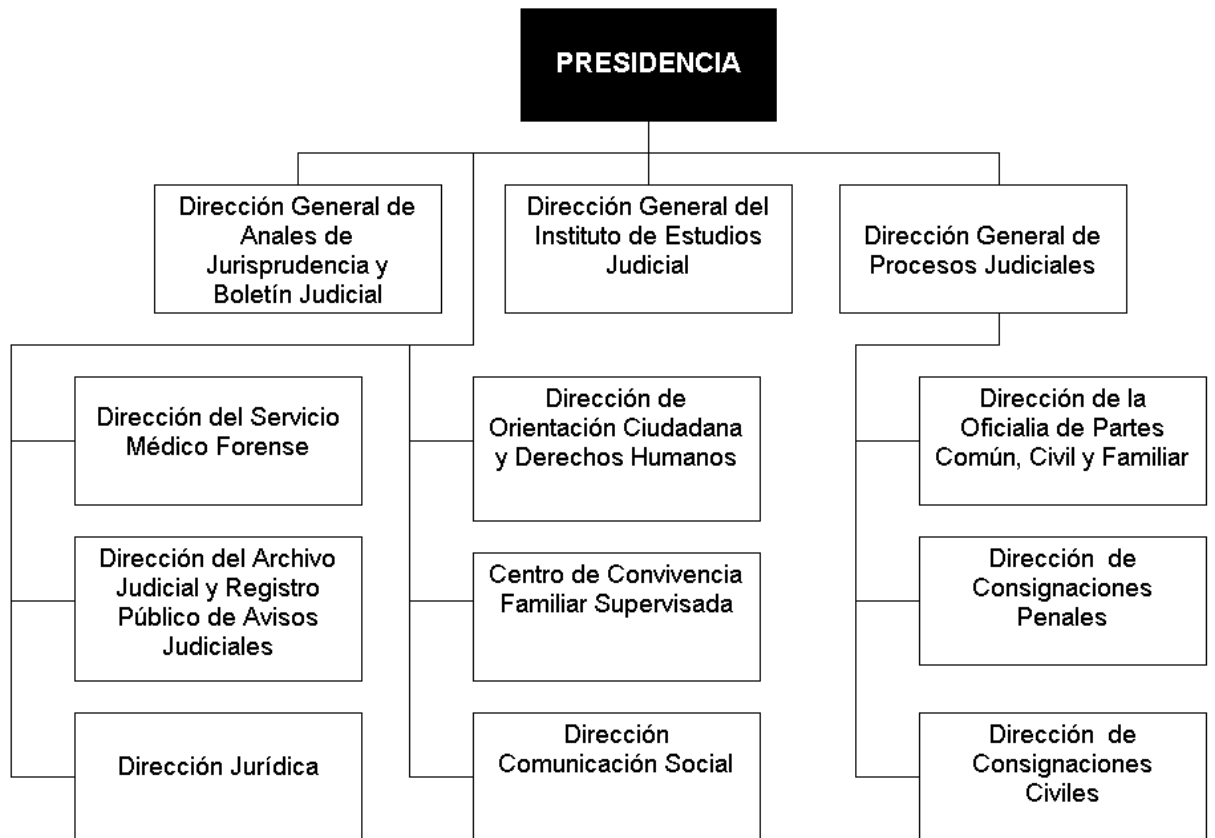 PRESIDENCIA
Dirección General de
Anales de
Jurisprudencia y
Boletín Judicial
Dirección General del
Instituto de Estudios
Judicial
Dirección General de
Procesos Judiciales
Dirección del Servicio
Médico Forense
Dirección de
Orientación Ciudadana
y Derechos Humanos
Dirección de la
Oficialia de Partes
Común, Civil y Familiar
Dirección del Archivo
Judicial y Registro
Público de Avisos
Judiciales
Centro de Convivencia
Familiar Supervisada
Dirección de
Consignaciones
Penales
Dirección Jurídica
Dirección
Comunicación Social
Dirección de
Consignaciones
Civiles